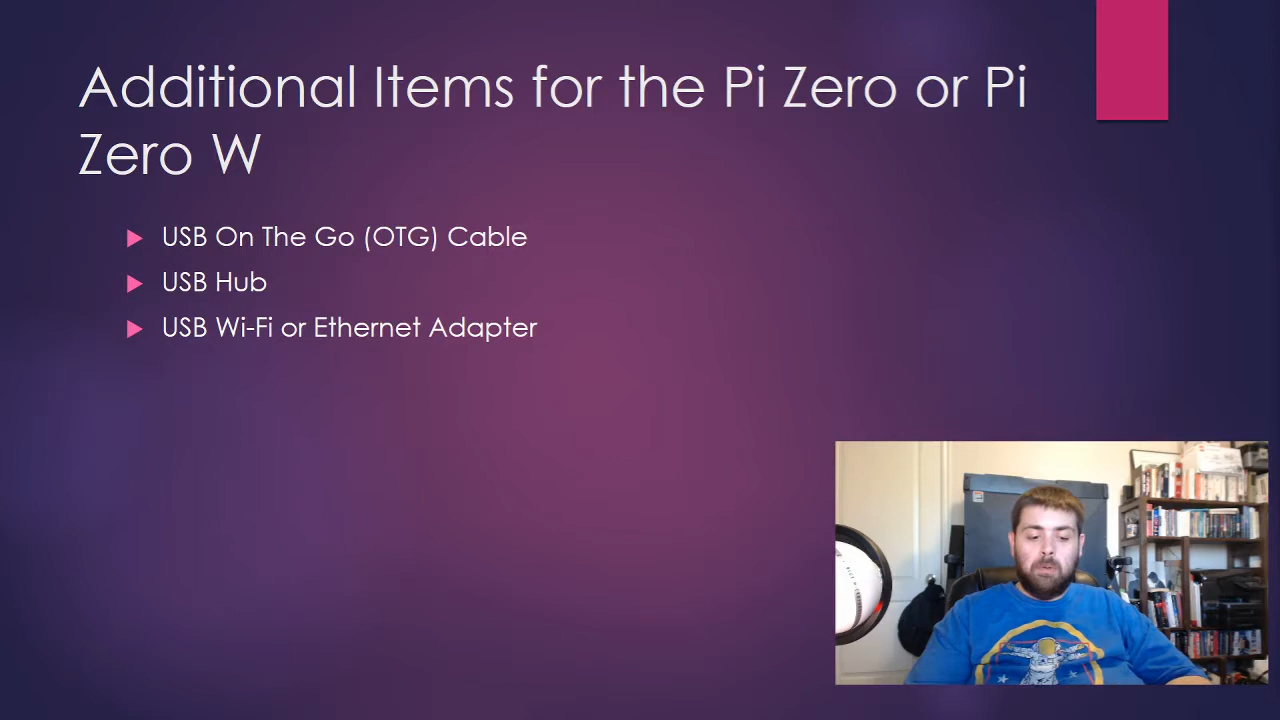 Additional Items for the Pi Zero or Pi
Zero W
USB On The Go (OTG) Cable
USB Hub
USB Wi-Fi or Ethernet Adapter